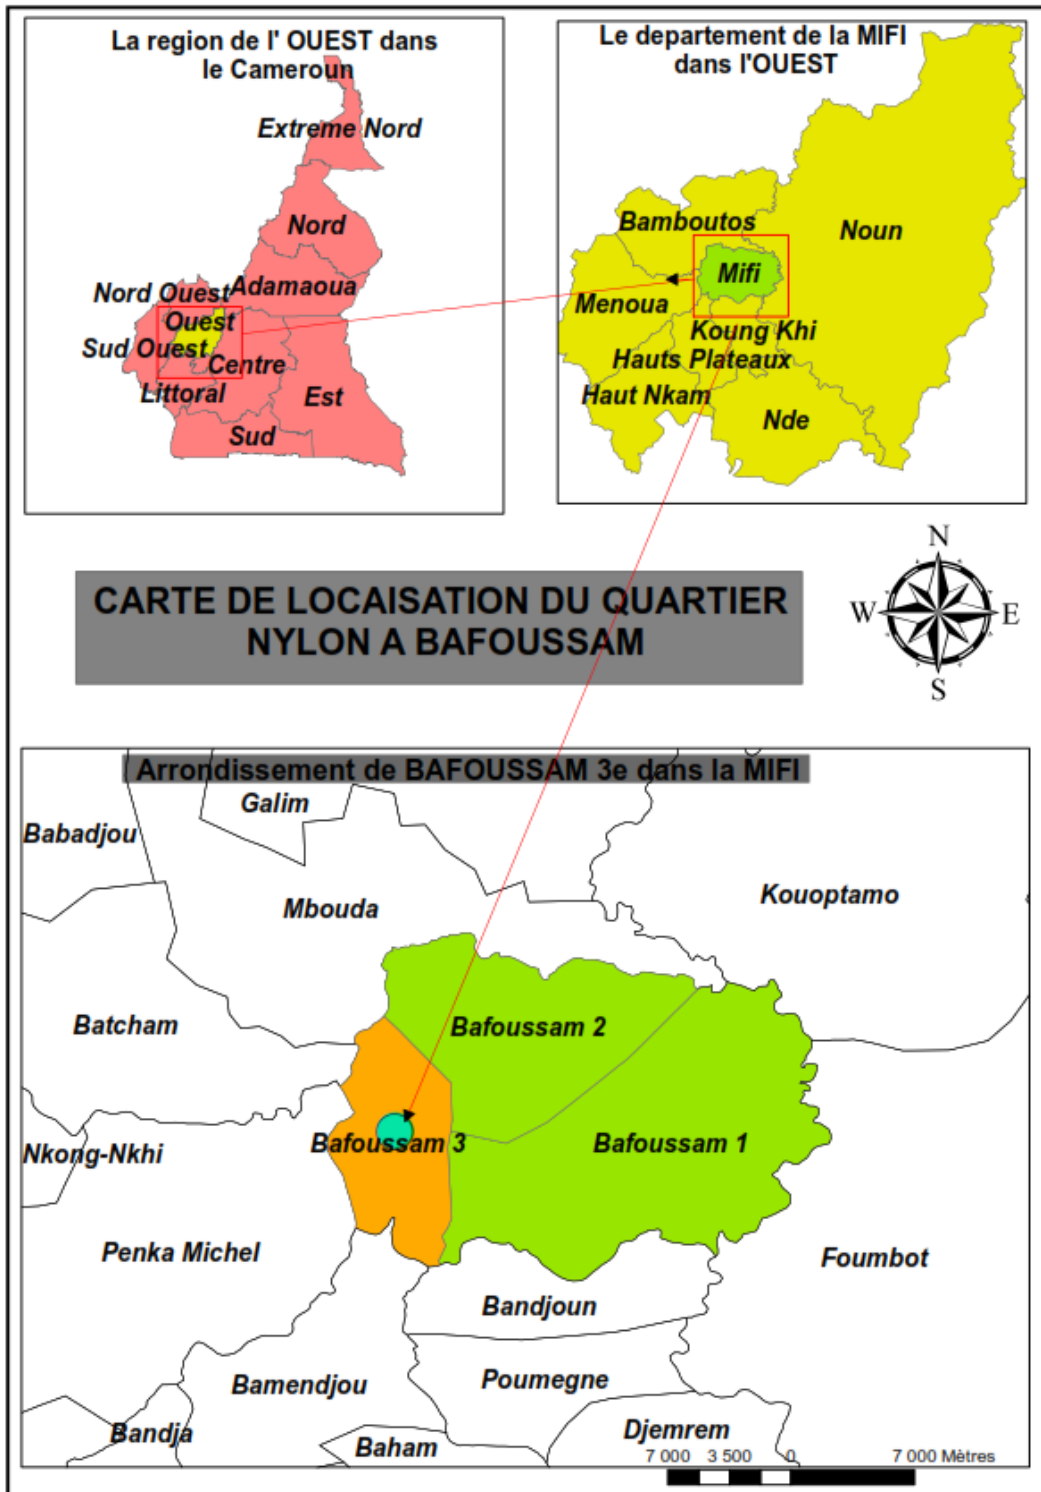 La region de l' OUEST dans
le Cameroun
Extreme Nord
Nord
Adamaoua
Nord Ouest
Ouest
Sud Ouest
Centre
Littoral
Est
Sud
Le departement de la MIFI
dans l'OUEST
Bamboutos
Noun
Mifi
Menoua
Koung Khi
Hauts Plateaux
Haut Nkam
Nde
CARTE DE LOCAISATION DU QUARTIER
NYLON A BAFOUSSAM
N
W
E
S
Arrondissement de BAFOUSSAM 3e dans la MIFI
Galim
Babadjou
Kouoptamo
Mbouda
Batcham
Bafoussam 2
Bafoussam 3
Bafoussam 1
Nkong-Nkhi
Penka Michel
Foumbot
Bandjoun
Bamendjou
Poumegne
Bandja
Baham
Djemrem
7 000 3 500 0 7 000 Mètres